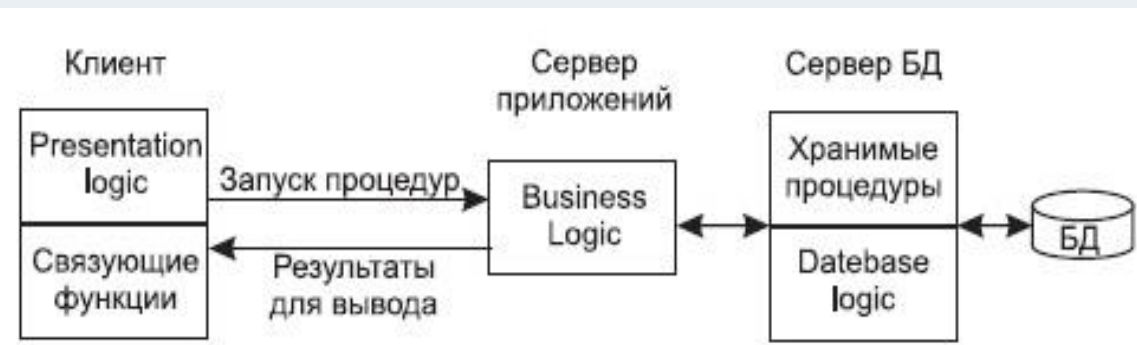 Клиент
Сервер
приложений
Сервер БД
Presentation
logic
Связующие
функции
Запуск процедур
Результаты
для вывода
Business
Logic
Хранимые
процедуры
Datebase
logic
БД